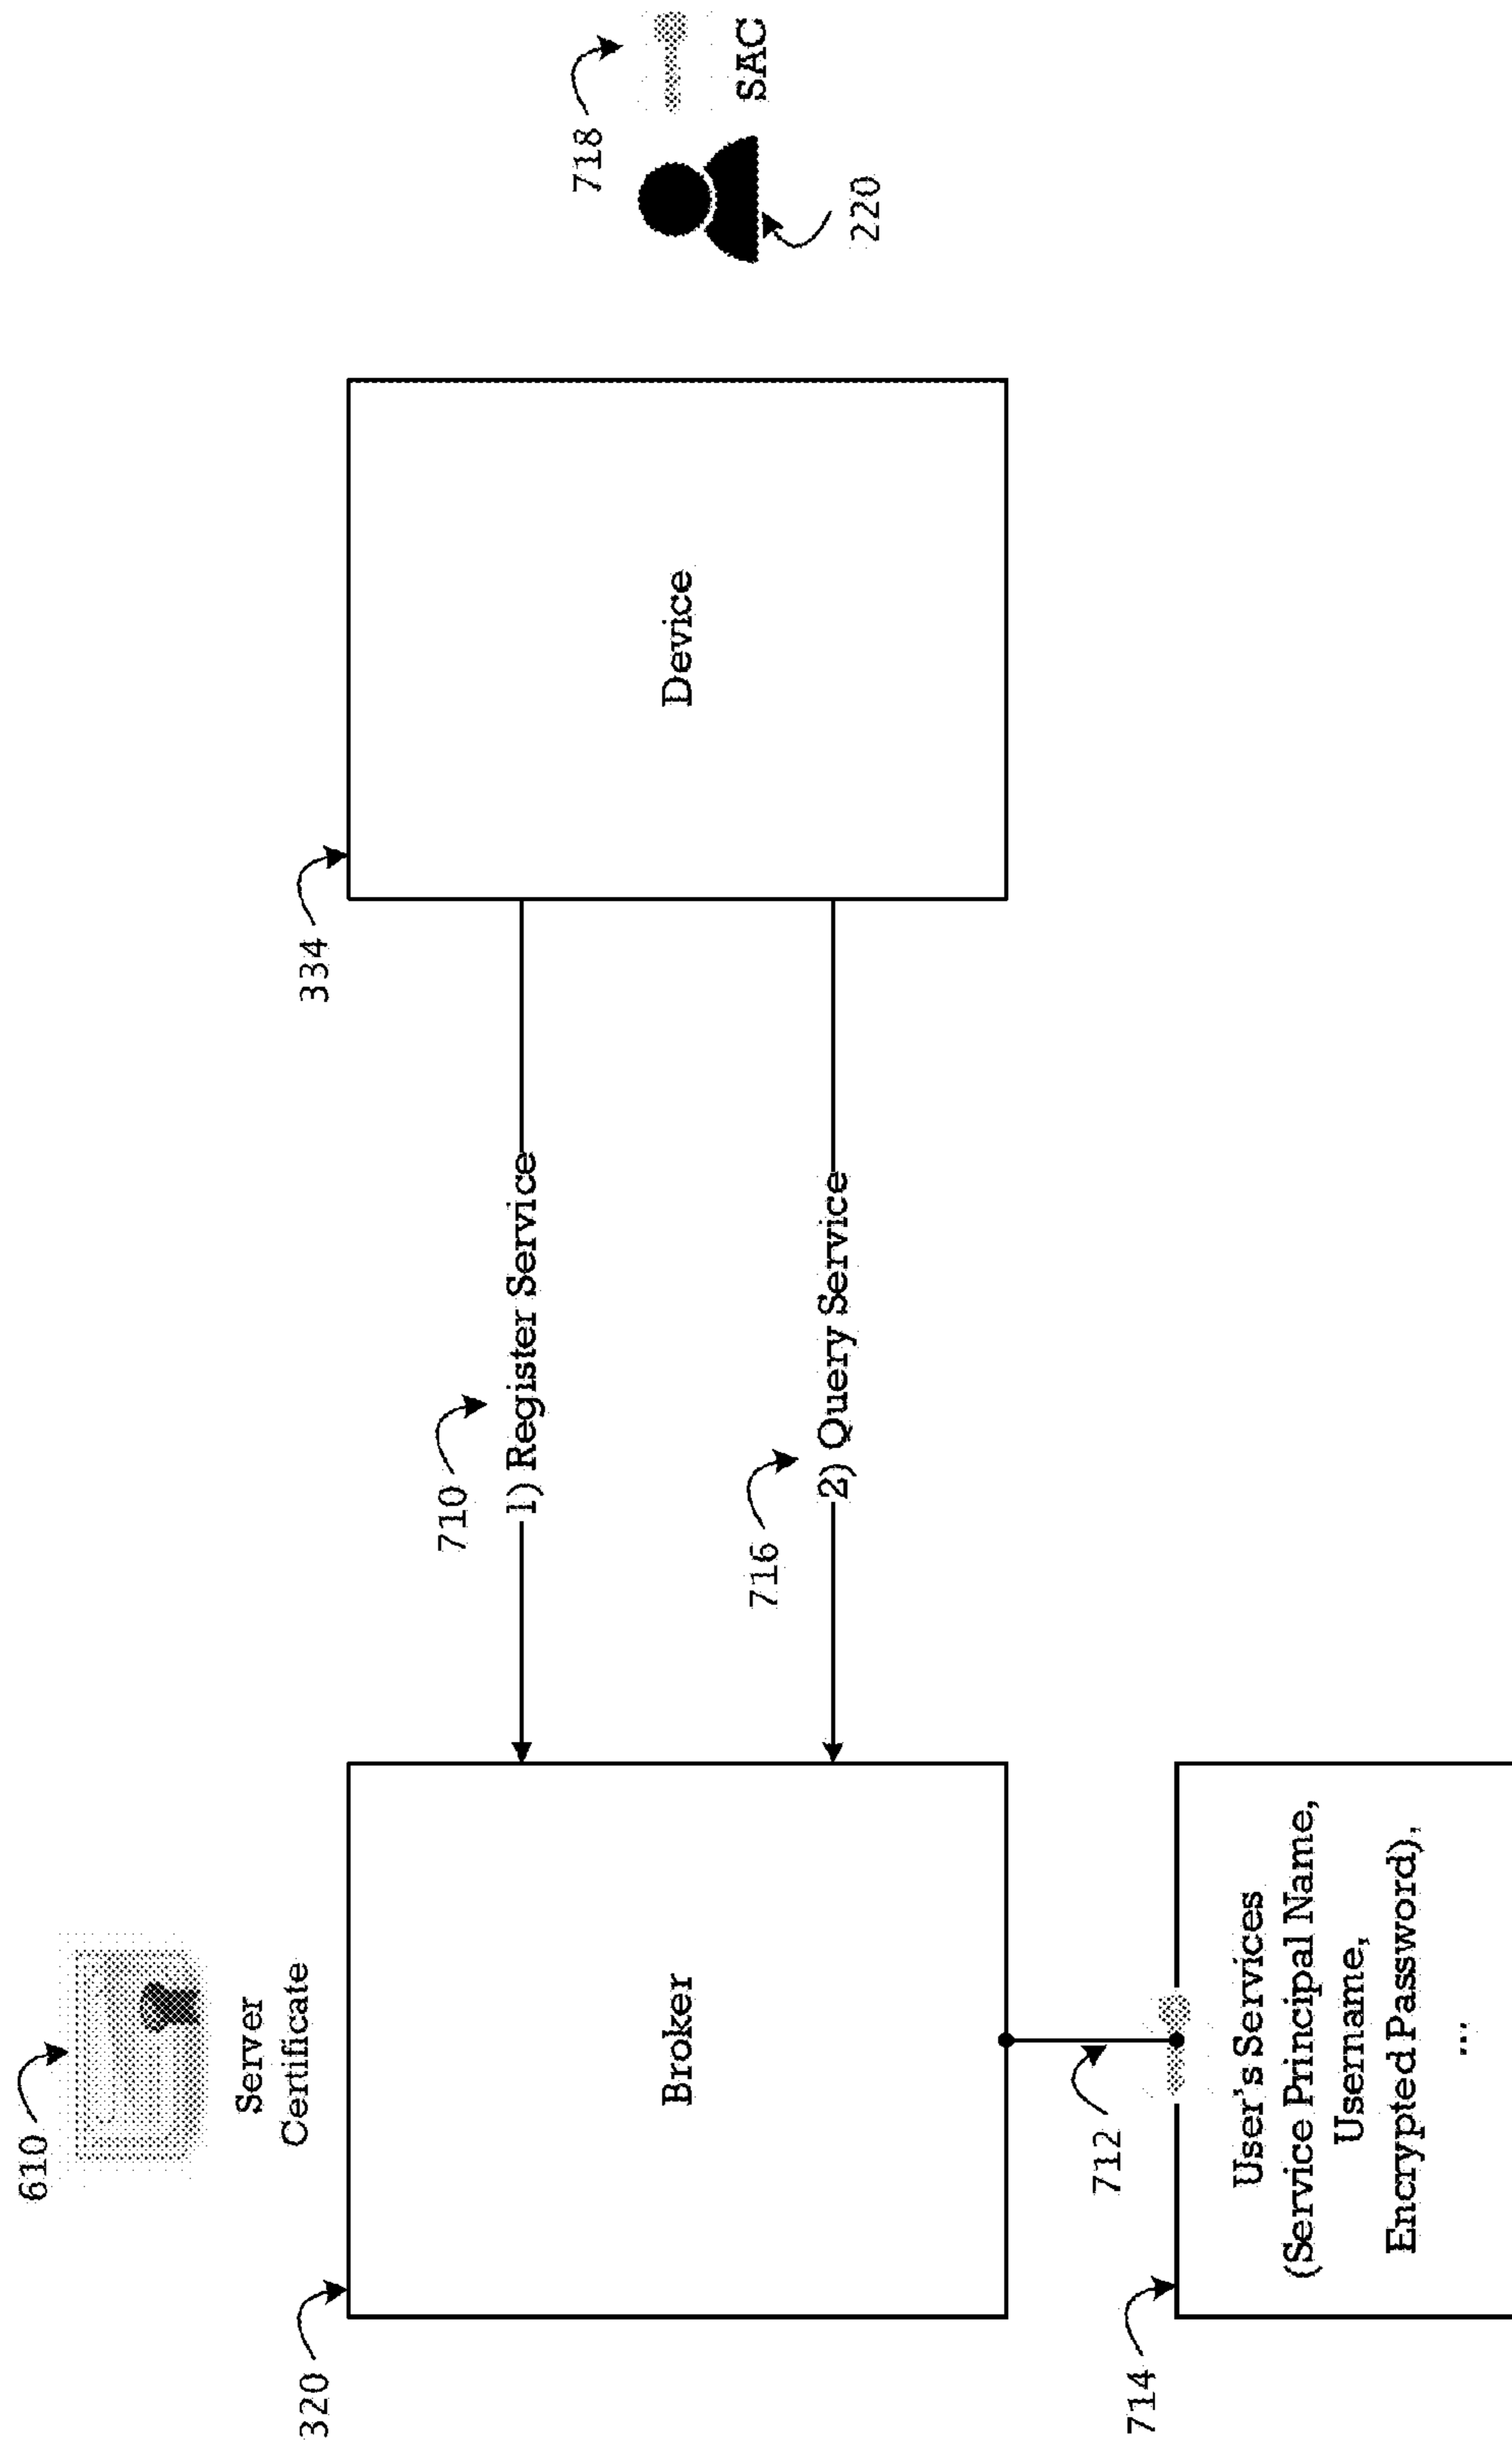 610
Server
Certificate
320
Broker
710
1) Register Service
716
2) Query Service
334
Device
718
SAC
220
712
714
User's Services
(Service Principal Name,
Username,
Encrypted Password),
...